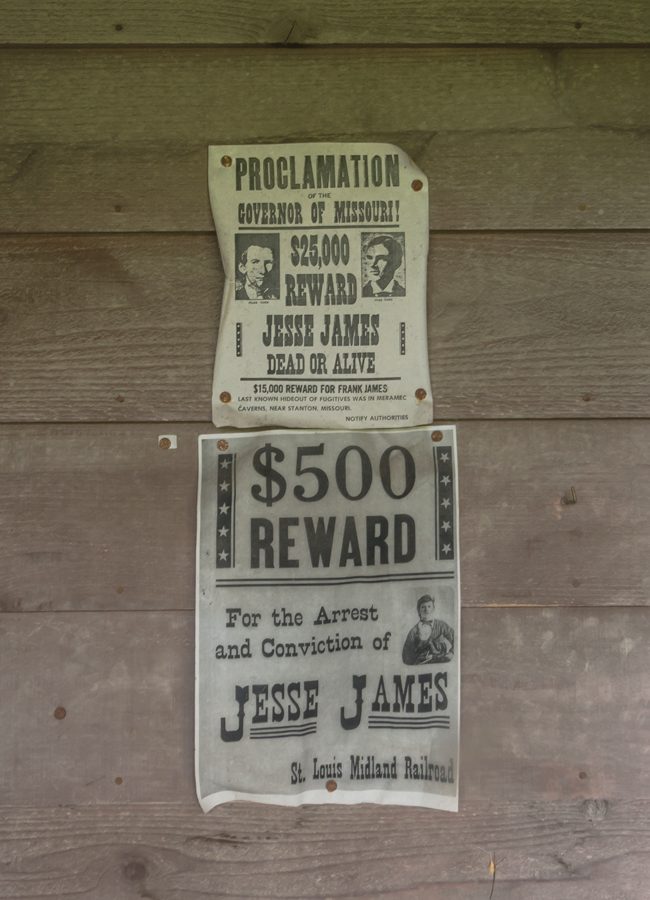 PROCLAMATION
OF THE
GOVERNOR OF MISSOURI!
$25,000
REWARD
JESSE JAMES
DEAD OR ALIVE
$15,000 REWARD FOR FRANK JAMES
LAST KNOWN HIDEOUT OF FUGITIVES WAS IN MERAMEC
CAVERNS, NEAR STANTON, MISSOURI.
NOTIFY AUTHORITIES
$500
REWARD
For the Arrest
and Conviction of
JESSE JAMES
St. Louis Midland Railroad